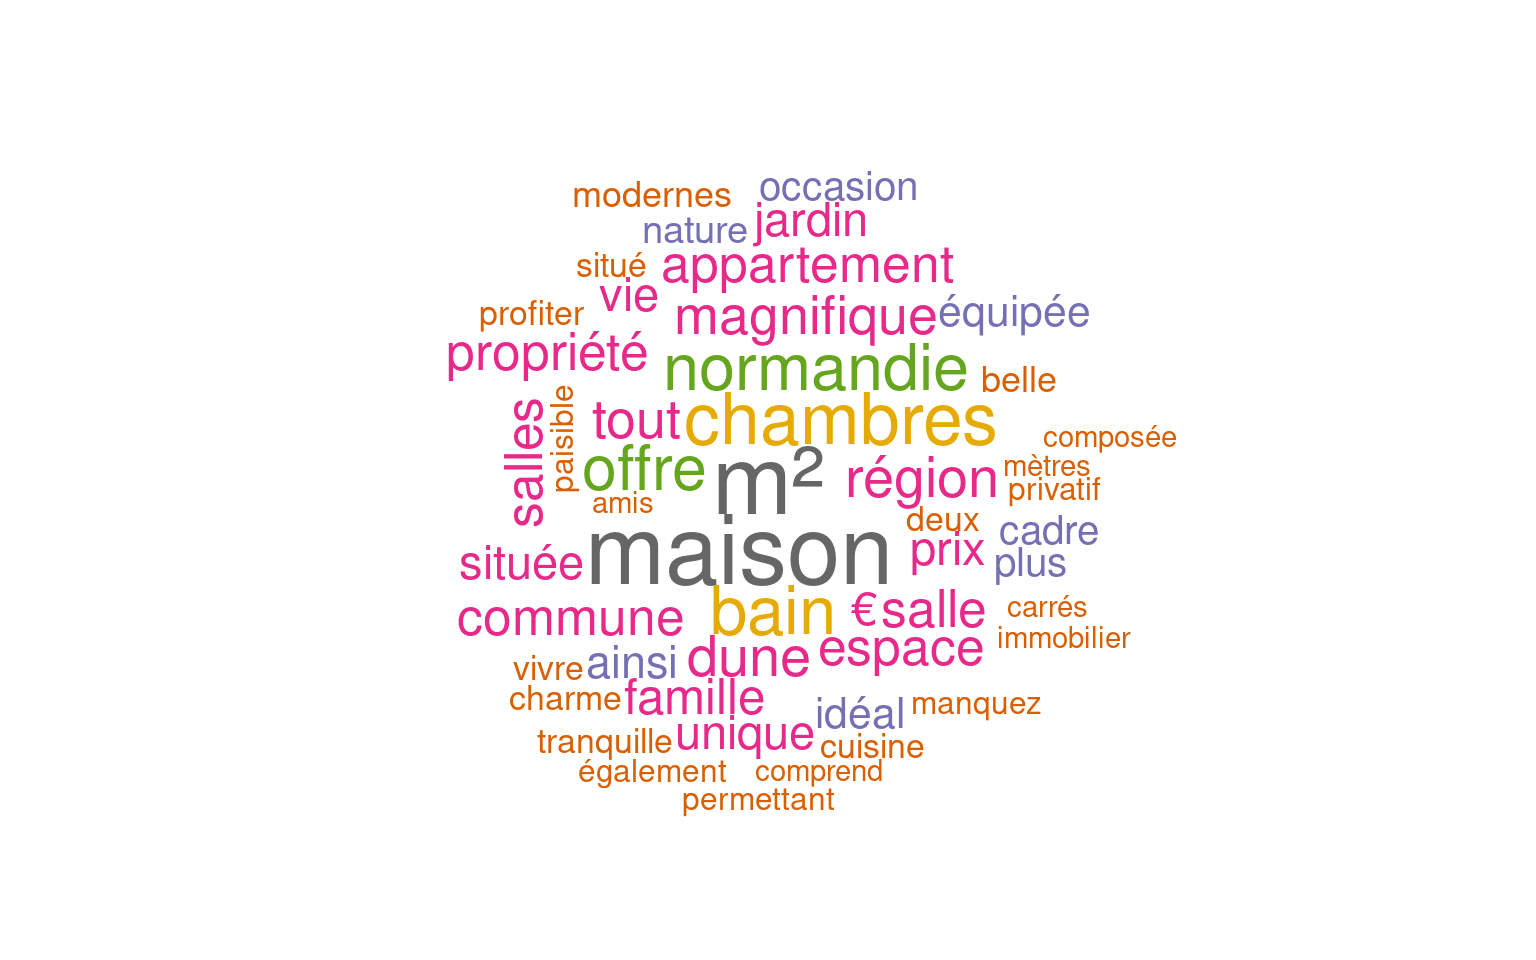 occasion
modernes
jardin
nature
situé
appartement
vie
profiter
magnifique
équipée
propriété
normandie
belle
salles
paisible
tout
chambres
composée
offre
m²
région
mètres
privatif
amis
deux
cadre
située
maison
prix
plus
commune
bain
€
salle
carrés
immobilier
vivre
ainsi
dune
espace
charme
famille
idéal
manquez
tranquille
unique
cuisine
également
comprend
permettant